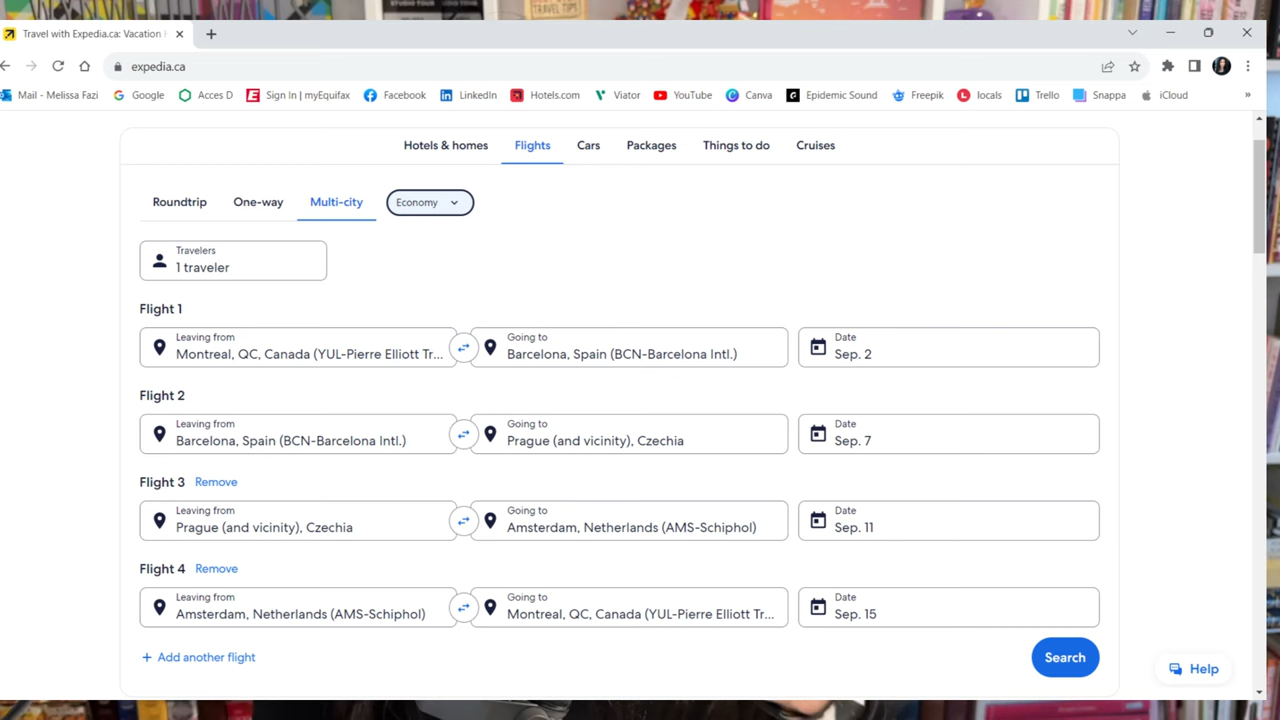 STUDIO TOUR
TRAVEL TIPS
Travel with Expedia.ca: Vacation
expedia.ca
Mail - Melissa Fazi Google Acces D Sign In | myEquifax Facebook LinkedIn Hotels.com Viator YouTube Canva Epidemic Sound Freepik locals Trello Snappa iCloud »
Hotels & homes Flights Cars Packages Things to do Cruises
Roundtrip One-way Multi-city Economy
Travelers
1 traveler
Flight 1
Leaving from Going to Date
Montreal, QC, Canada (YUL-Pierre Elliott Tr... Barcelona, Spain (BCN-Barcelona Intl.) Sep. 2
Flight 2
Leaving from Going to Date
Barcelona, Spain (BCN-Barcelona Intl.) Prague (and vicinity), Czechia Sep. 7
Flight 3 Remove
Leaving from Going to Date
Prague (and vicinity), Czechia Amsterdam, Netherlands (AMS-Schiphol) Sep. 11
Flight 4 Remove
Leaving from Going to Date
Amsterdam, Netherlands (AMS-Schiphol) Montreal, QC, Canada (YUL-Pierre Elliott Tr... Sep. 15
+ Add another flight Search
Help